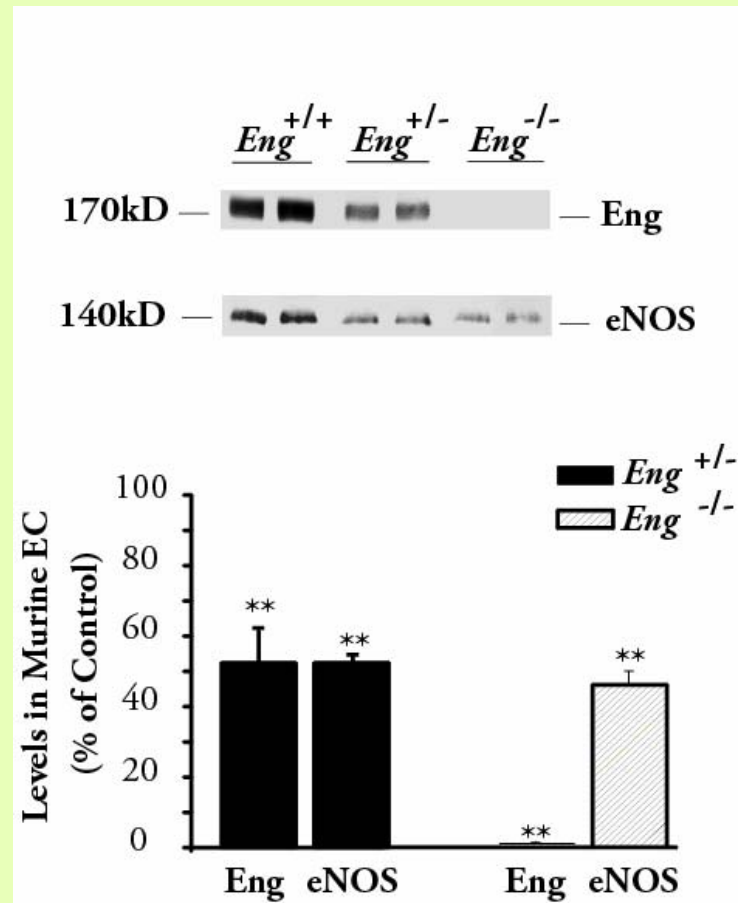 Eng +/+ Eng +/- Eng -/-
170kD — — Eng
140kD — — eNOS
Eng +/-
Eng -/-
Levels in Murine EC
(% of Control)
100
80
60
40
20
0
** ** ** **
Eng eNOS Eng eNOS